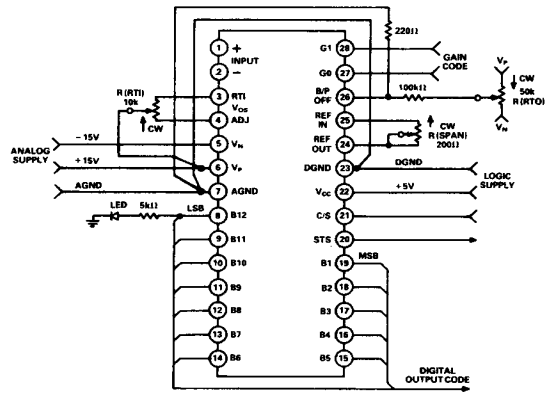 220Ω
1 + INPUT
2 −
3 RTI
VOS
4 ADJ
5 VN
6 VP
7 AGND
8 B12
9 B11
10 B10
11 B9
12 B8
13 B7
14 B6
G1 28
G0 27
B/P OFF 26
REF IN 25
REF OUT 24
DGND 23
VCC 22
C/S 21
STS 20
B1 19
B2 18
B3 17
B4 16
B5 15
R (RTI)
10k
CW
−15V
ANALOG
SUPPLY
+15V
AGND
LED
5kΩ
LSB
GAIN
CODE
100kΩ
VP
CW
50k
R (RTO)
VN
CW
R (SPAN)
200Ω
DGND
LOGIC
SUPPLY
+5V
MSB
DIGITAL
OUTPUT CODE